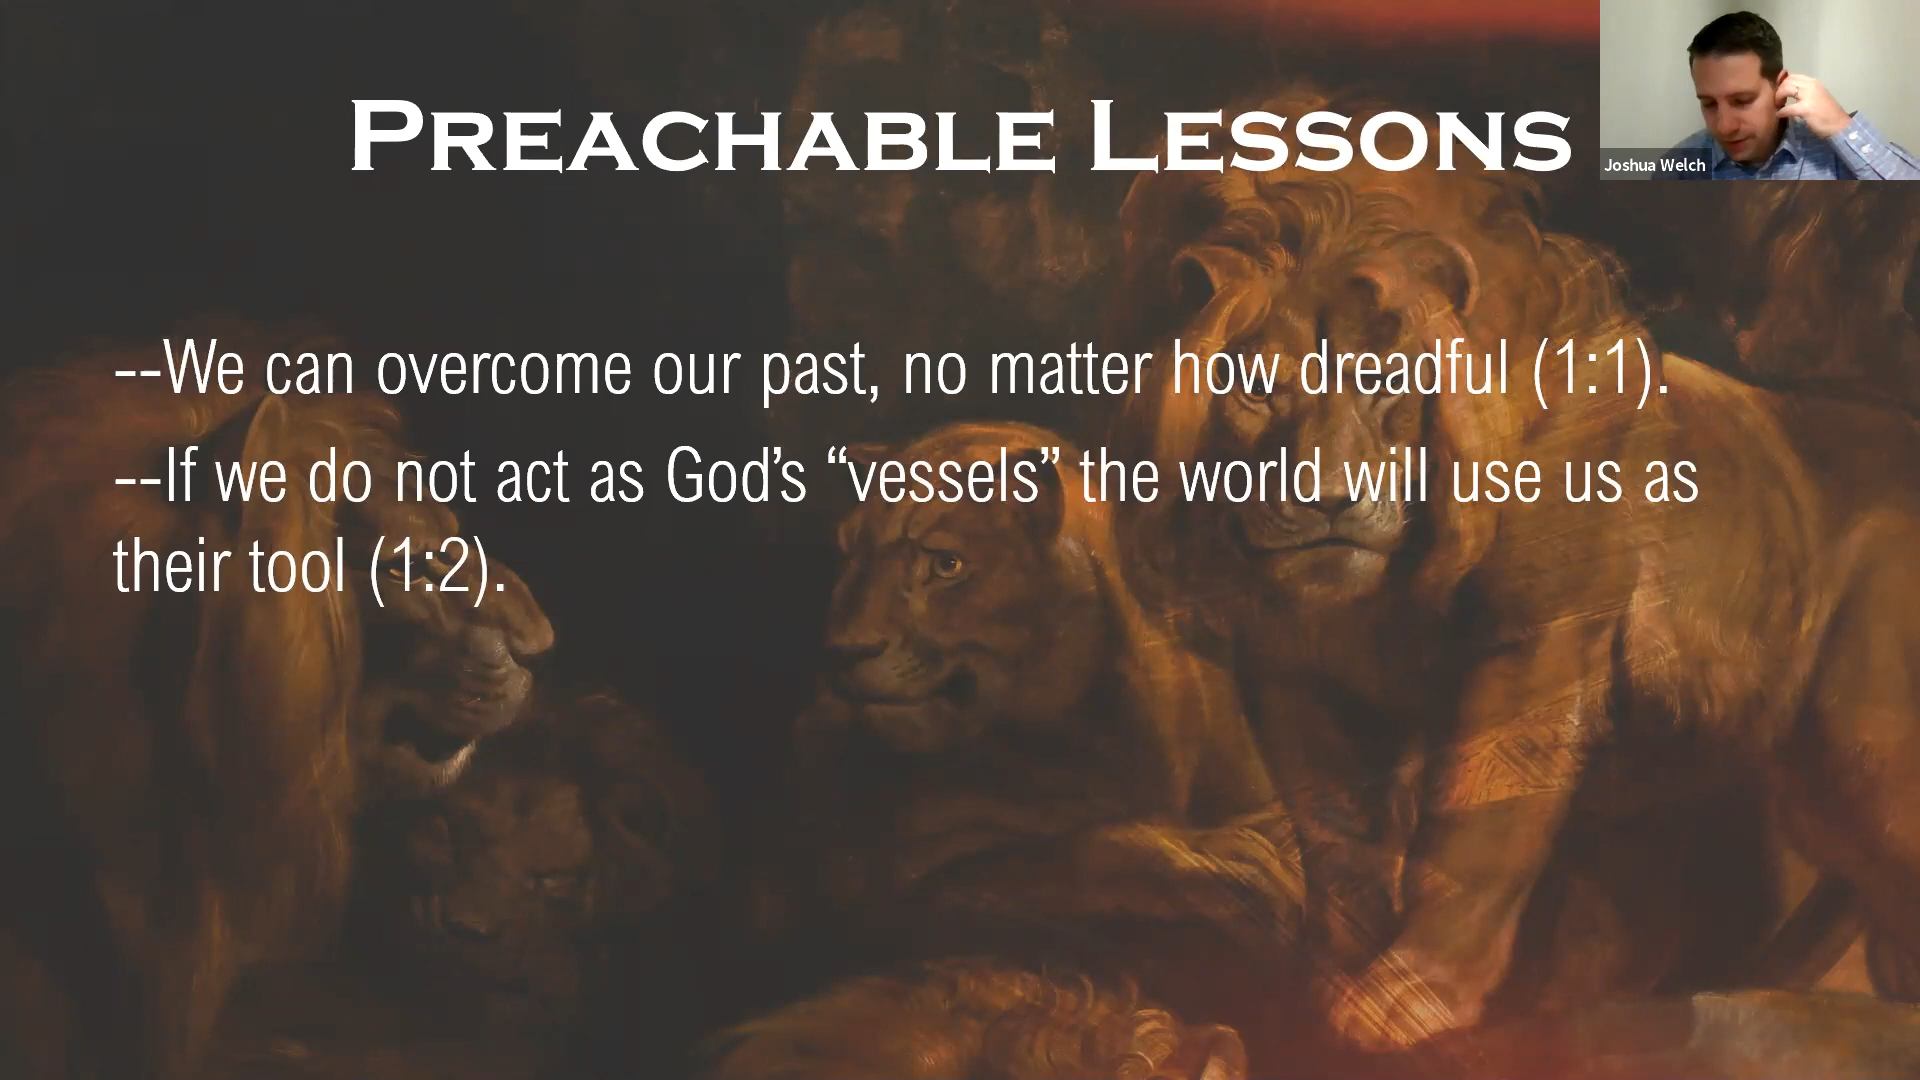 PREACHABLE LESSONS
Joshua Welch
--We can overcome our past, no matter how dreadful (1:1).
--If we do not act as God’s “vessels” the world will use us as
their tool (1:2).